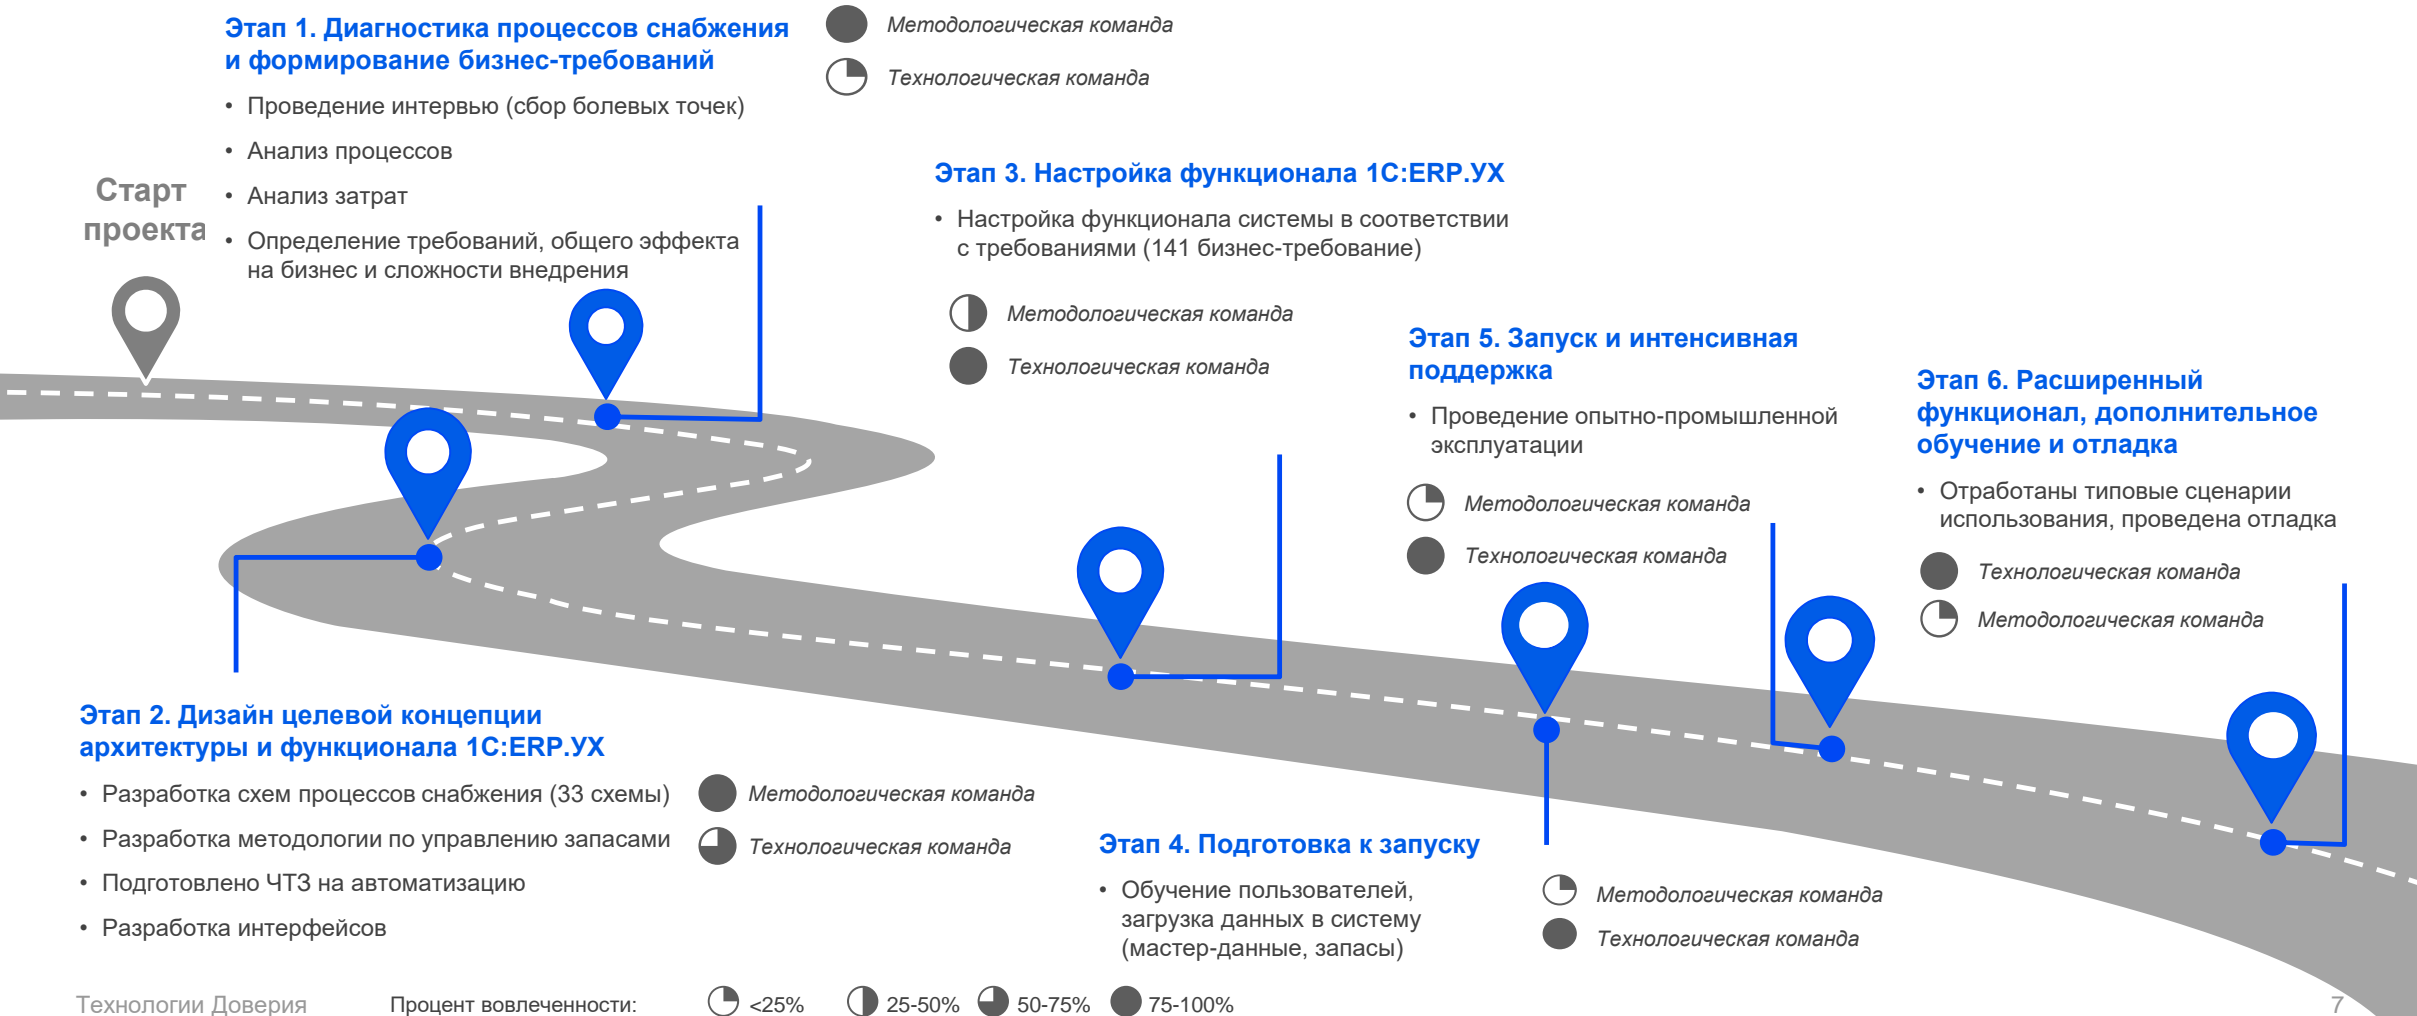 Этап 1. Диагностика процессов снабжения
и формирование бизнес-требований
• Проведение интервью (сбор болевых точек)
• Анализ процессов
• Анализ затрат
• Определение требований, общего эффекта
на бизнес и сложности внедрения
Методологическая команда
Технологическая команда
Старт
проекта
Этап 3. Настройка функционала 1С:ERP.УХ
• Настройка функционала системы в соответствии
с требованиями (141 бизнес-требование)
Методологическая команда
Технологическая команда
Этап 5. Запуск и интенсивная
поддержка
• Проведение опытно-промышленной
эксплуатации
Методологическая команда
Технологическая команда
Этап 6. Расширенный
функционал, дополнительное
обучение и отладка
• Отработаны типовые сценарии
использования, проведена отладка
Технологическая команда
Методологическая команда
Этап 2. Дизайн целевой концепции
архитектуры и функционала 1С:ERP.УХ
• Разработка схем процессов снабжения (33 схемы)
• Разработка методологии по управлению запасами
• Подготовлено ЧТЗ на автоматизацию
• Разработка интерфейсов
Методологическая команда
Технологическая команда
Этап 4. Подготовка к запуску
• Обучение пользователей,
загрузка данных в систему
(мастер-данные, запасы)
Методологическая команда
Технологическая команда
Технологии Доверия
Процент вовлеченности: <25% 25-50% 50-75% 75-100%
7